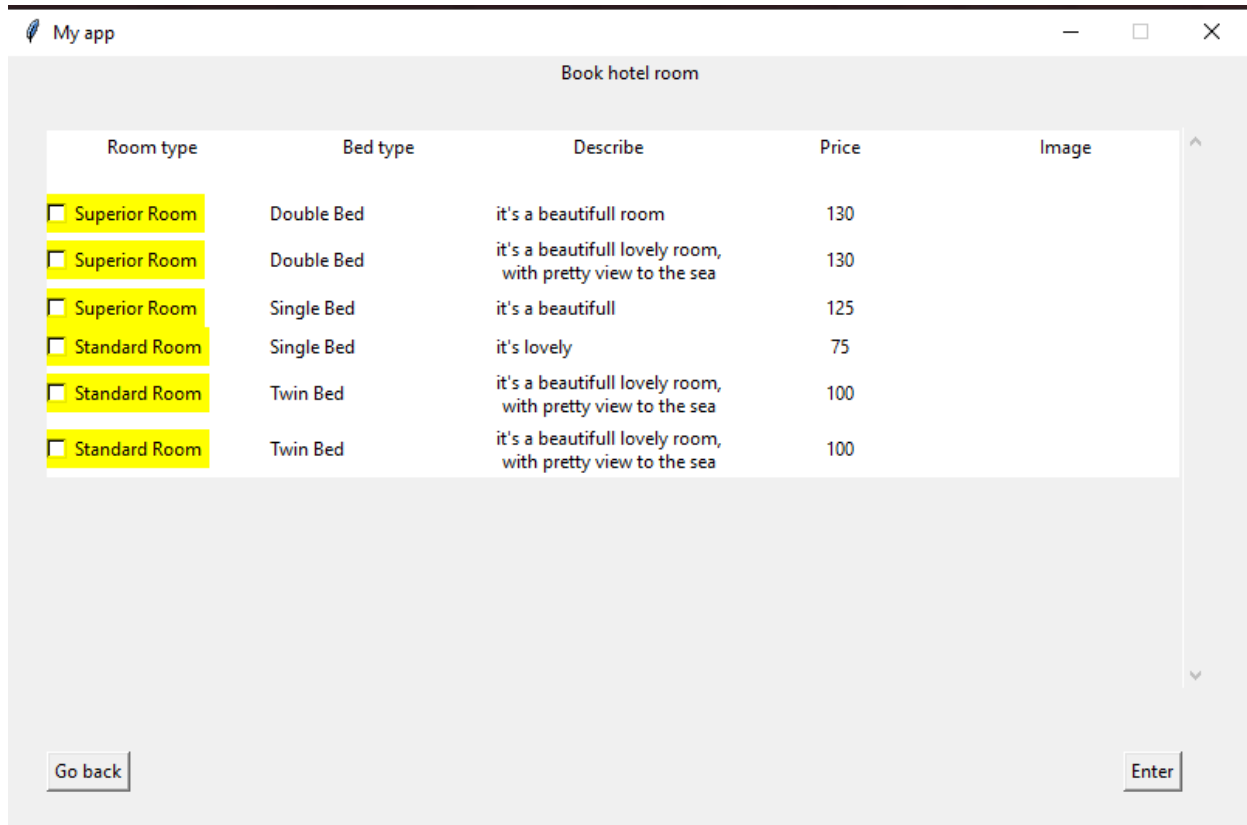 My app
Book hotel room
Room type Bed type Describe Price Image
Superior Room Double Bed it's a beautifull room 130
Superior Room Double Bed it's a beautifull lovely room, 130
with pretty view to the sea
Superior Room Single Bed it's a beautifull 125
Standard Room Single Bed it's lovely 75
Standard Room Twin Bed it's a beautifull lovely room, 100
with pretty view to the sea
Standard Room Twin Bed it's a beautifull lovely room, 100
with pretty view to the sea
Go back Enter